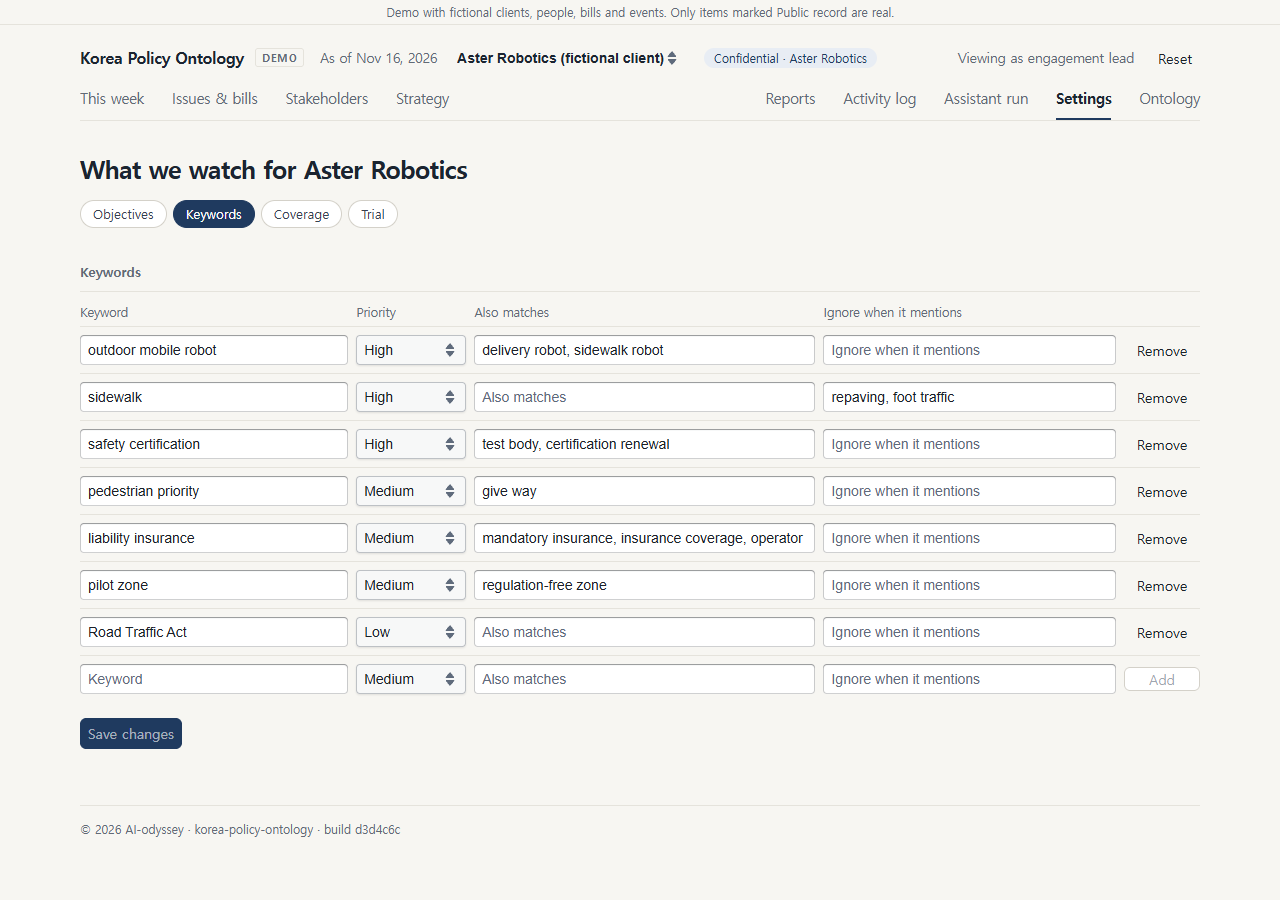 Demo with fictional clients, people, bills and events. Only items marked Public record are real.
Korea Policy Ontology DEMO As of Nov 16, 2026 Aster Robotics (fictional client) Confidential · Aster Robotics Viewing as engagement lead Reset
This week Issues & bills Stakeholders Strategy Reports Activity log Assistant run Settings Ontology
What we watch for Aster Robotics
Objectives Keywords Coverage Trial
Keywords
Keyword Priority Also matches Ignore when it mentions
outdoor mobile robot High delivery robot, sidewalk robot Ignore when it mentions Remove
sidewalk High Also matches repaving, foot traffic Remove
safety certification High test body, certification renewal Ignore when it mentions Remove
pedestrian priority Medium give way Ignore when it mentions Remove
liability insurance Medium mandatory insurance, insurance coverage, operator Ignore when it mentions Remove
pilot zone Medium regulation-free zone Ignore when it mentions Remove
Road Traffic Act Low Also matches Ignore when it mentions Remove
Keyword Medium Also matches Ignore when it mentions Add
Save changes
© 2026 AI-odyssey · korea-policy-ontology · build d3d4c6c